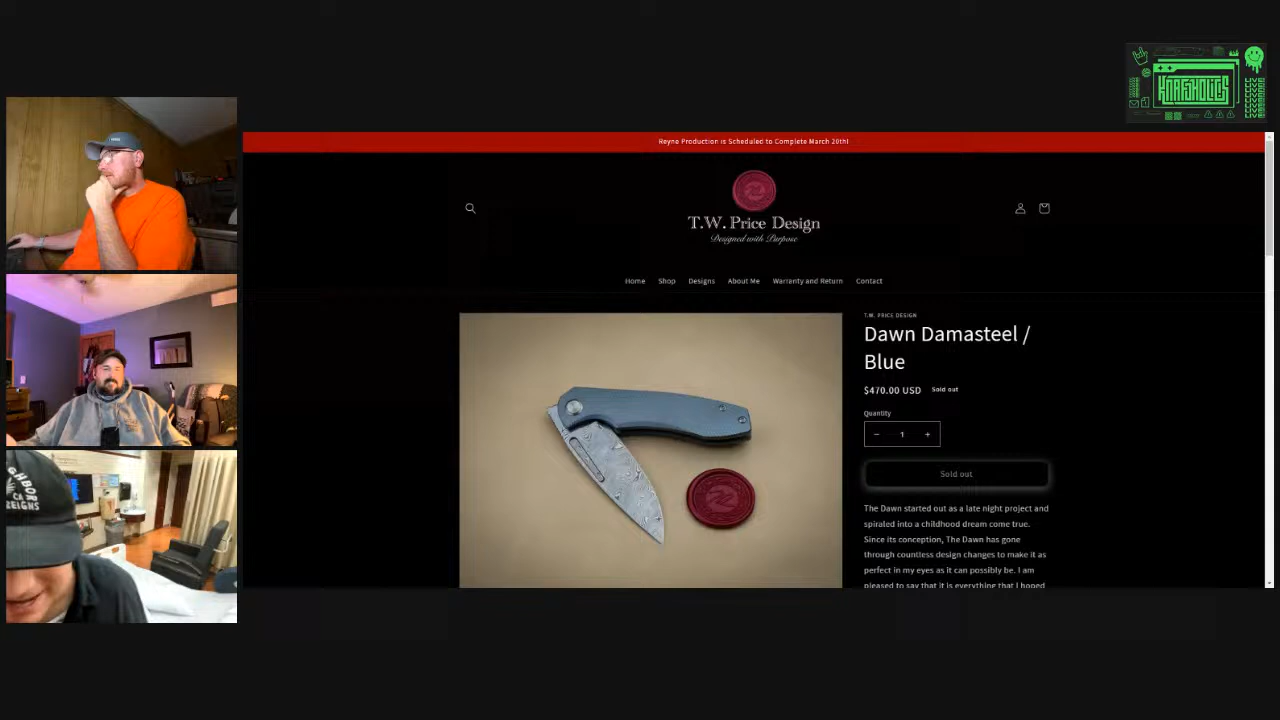 KNAFSHOLICS
Reyne Production is Scheduled to Complete March 20th!
T.W. Price Design
Designed with Purpose
Home Shop Designs About Me Warranty and Return Contact
T.W. PRICE DESIGN
Dawn Damasteel /
Blue
$470.00 USD Sold out
Quantity
− 1 +
Sold out
The Dawn started out as a late night project and
spiraled into a childhood dream come true.
Since its conception, The Dawn has gone
through countless design changes to make it as
perfect in my eyes as it can possibly be. I am
pleased to say that it is everything that I hoped